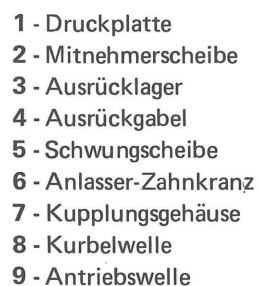 1 - Druckplatte
2 - Mitnehmerscheibe
3 - Ausrücklager
4 - Ausrückgabel
5 - Schwungscheibe
6 - Anlasser-Zahnkranz
7 - Kupplungsgehäuse
8 - Kurbelwelle
9 - Antriebswelle